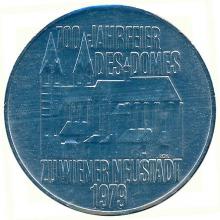 700-JAHRFEIER
DES DOMES
ZU WIENER NEUSTADT
1979